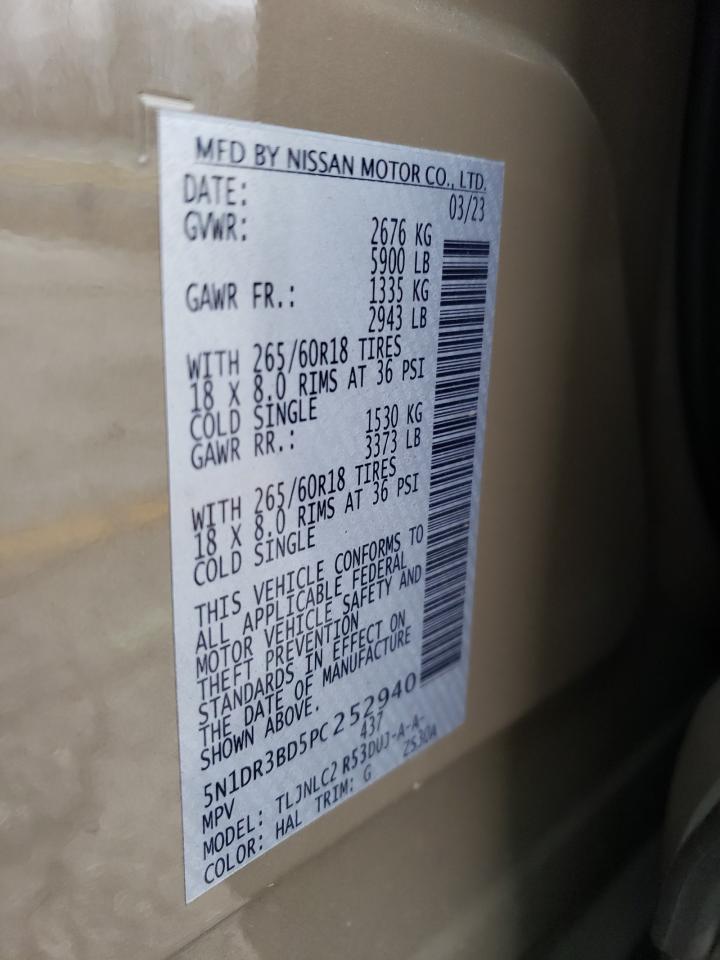 MFD BY NISSAN MOTOR CO., LTD.
DATE: 03/23
GVWR: 2676 KG
5900 LB
GAWR FR.: 1335 KG
2943 LB
WITH 265/60R18 TIRES
18 X 8.0 RIMS AT 36 PSI
COLD SINGLE
GAWR RR.: 1530 KG
3373 LB
WITH 265/60R18 TIRES
18 X 8.0 RIMS AT 36 PSI
COLD SINGLE
THIS VEHICLE CONFORMS TO
ALL APPLICABLE FEDERAL
MOTOR VEHICLE SAFETY AND
THEFT PREVENTION
STANDARDS IN EFFECT ON
THE DATE OF MANUFACTURE
SHOWN ABOVE.
5N1DR3BD5PC252940
MPV 437
MODEL: TLJNLC2 R53DUJ-A-A-
COLOR: HAL TRIM: G ZS30A